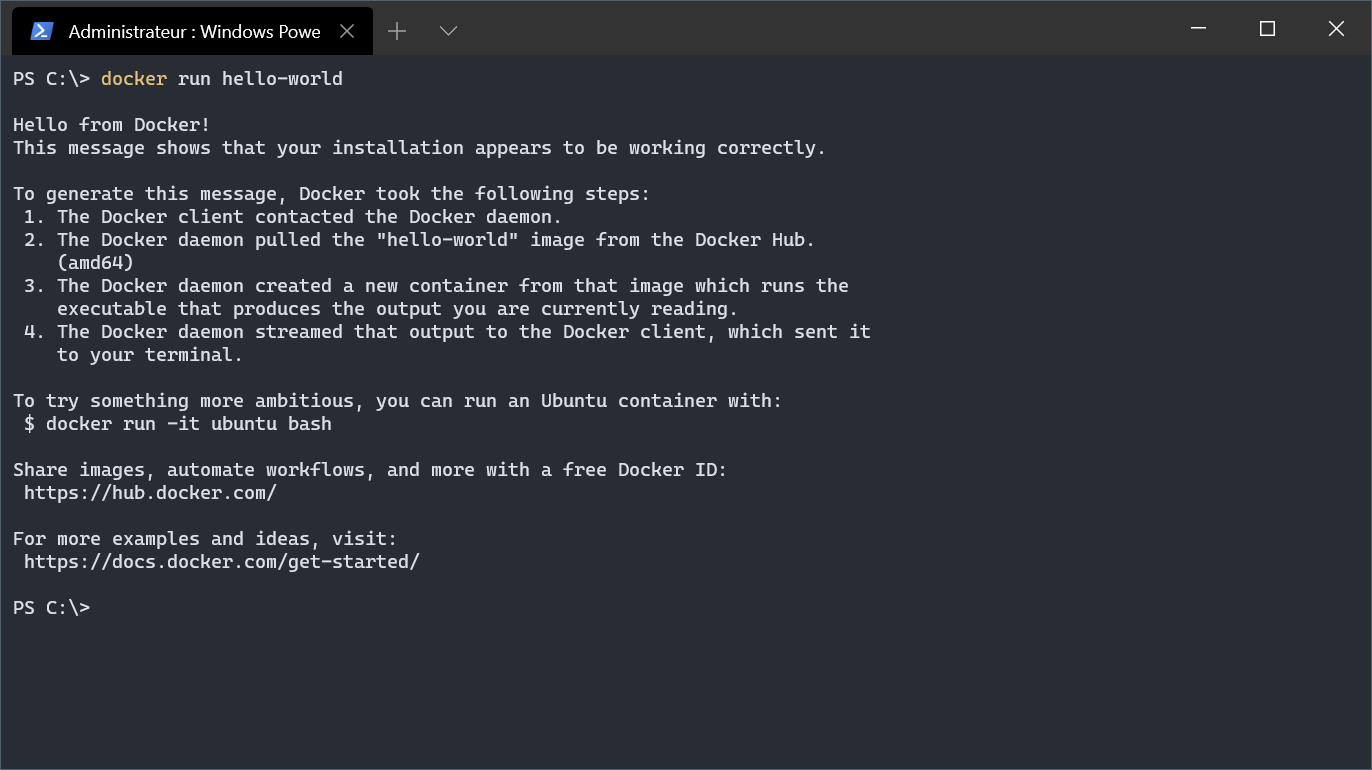 Administrateur : Windows Powe
PS C:\> docker run hello-world
Hello from Docker!
This message shows that your installation appears to be working correctly.
To generate this message, Docker took the following steps:
1. The Docker client contacted the Docker daemon.
2. The Docker daemon pulled the "hello-world" image from the Docker Hub.
(amd64)
3. The Docker daemon created a new container from that image which runs the
executable that produces the output you are currently reading.
4. The Docker daemon streamed that output to the Docker client, which sent it
to your terminal.
To try something more ambitious, you can run an Ubuntu container with:
$ docker run -it ubuntu bash
Share images, automate workflows, and more with a free Docker ID:
https://hub.docker.com/
For more examples and ideas, visit:
https://docs.docker.com/get-started/
PS C:\>